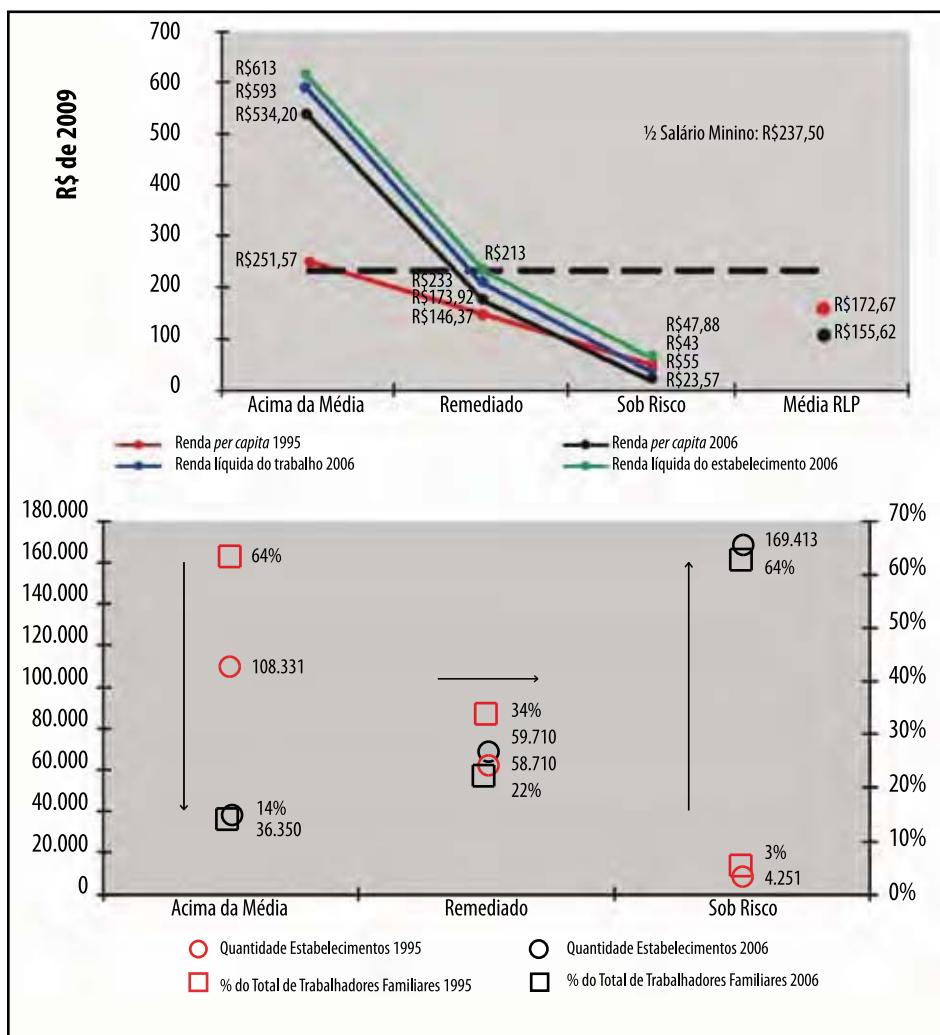 700
600
500
400
300
200
100
0
R$ de 2009
R$613
R$593
R$534,20
½ Salário Minino: R$237,50
R$251,57
R$213
R$233
R$173,92
R$146,37
R$47,88
R$43
R$55
R$23,57
R$172,67
R$155,62
Acima da Média
Remediado
Sob Risco
Média RLP
Renda per capita 1995
Renda per capita 2006
Renda líquida do trabalho 2006
Renda líquida do estabelecimento 2006
180.000
160.000
140.000
120.000
100.000
80.000
60.000
40.000
20.000
0
70%
60%
50%
40%
30%
20%
10%
0%
64%
108.331
14%
36.350
34%
59.710
58.710
22%
169.413
64%
3%
4.251
Acima da Média
Remediado
Sob Risco
Quantidade Estabelecimentos 1995
Quantidade Estabelecimentos 2006
% do Total de Trabalhadores Familiares 1995
% do Total de Trabalhadores Familiares 2006